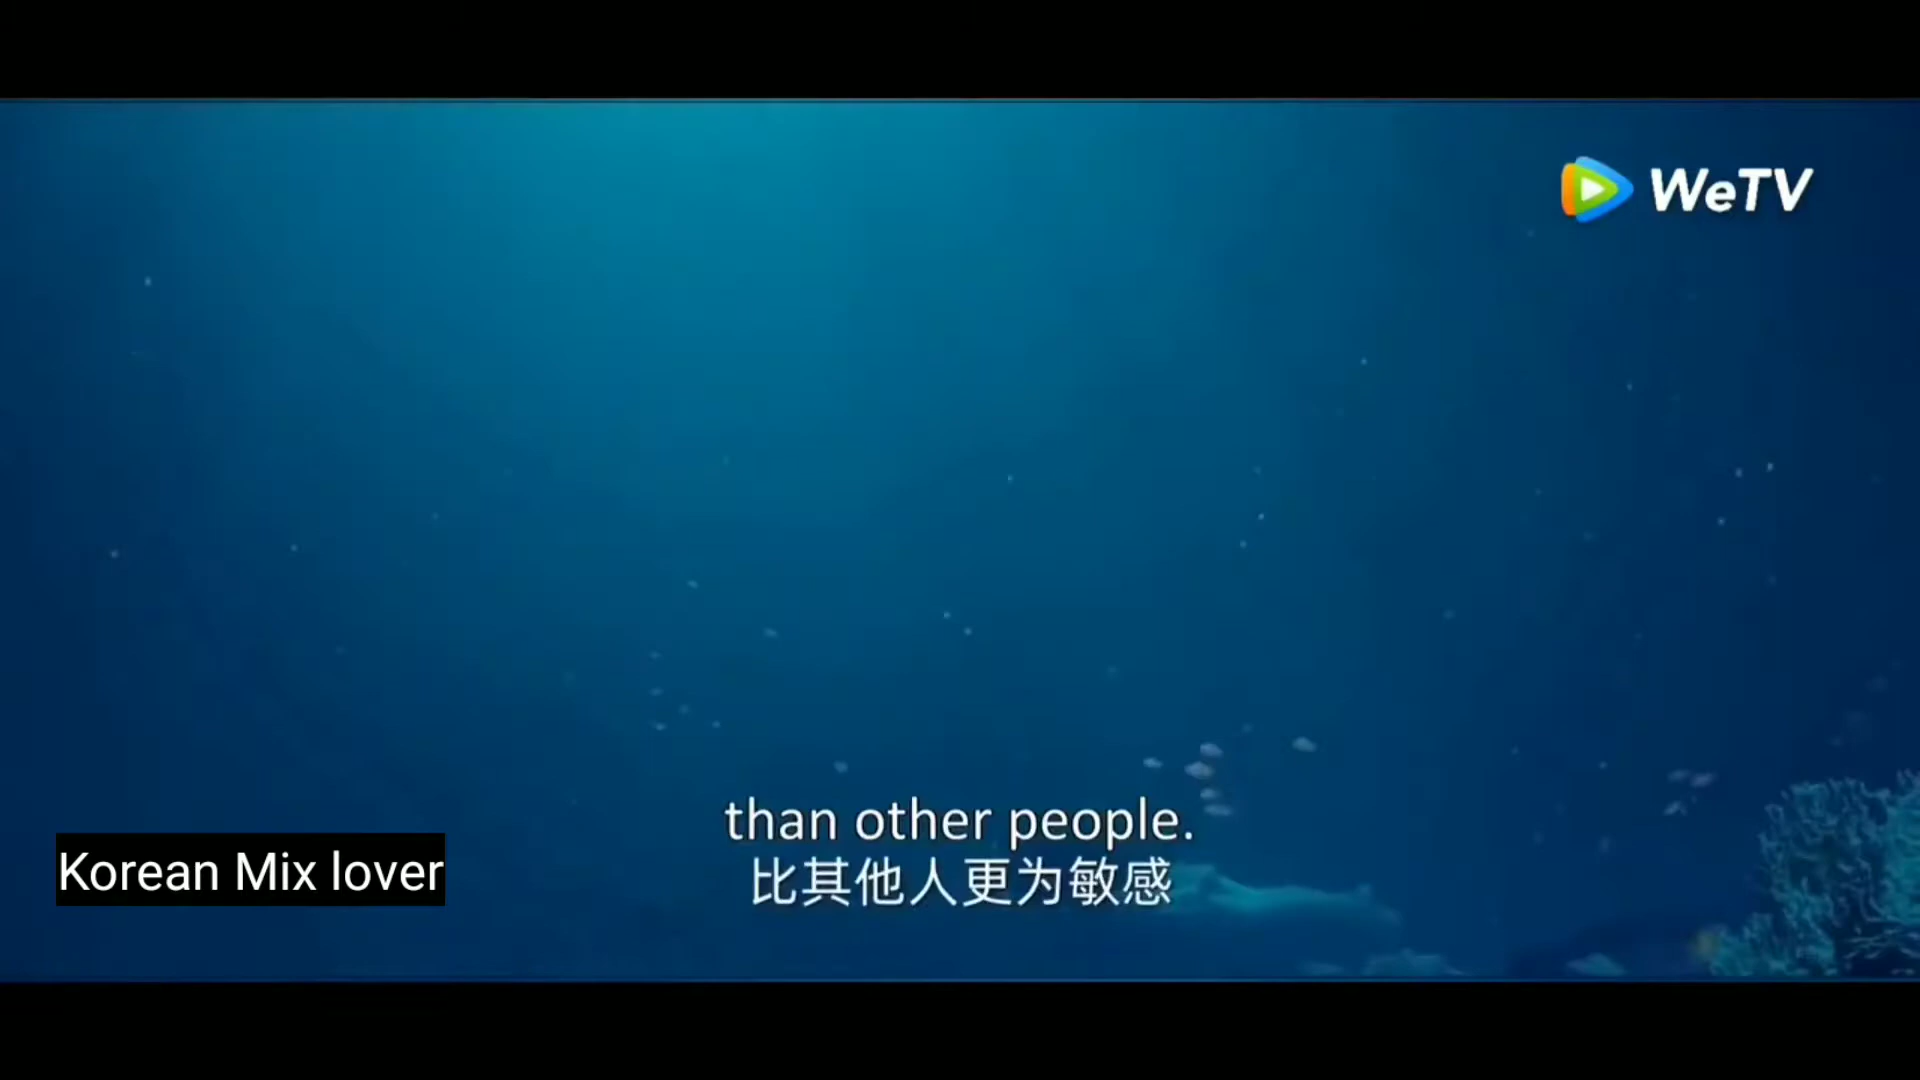 WeTV
than other people.
比其他人更为敏感
Korean Mix lover